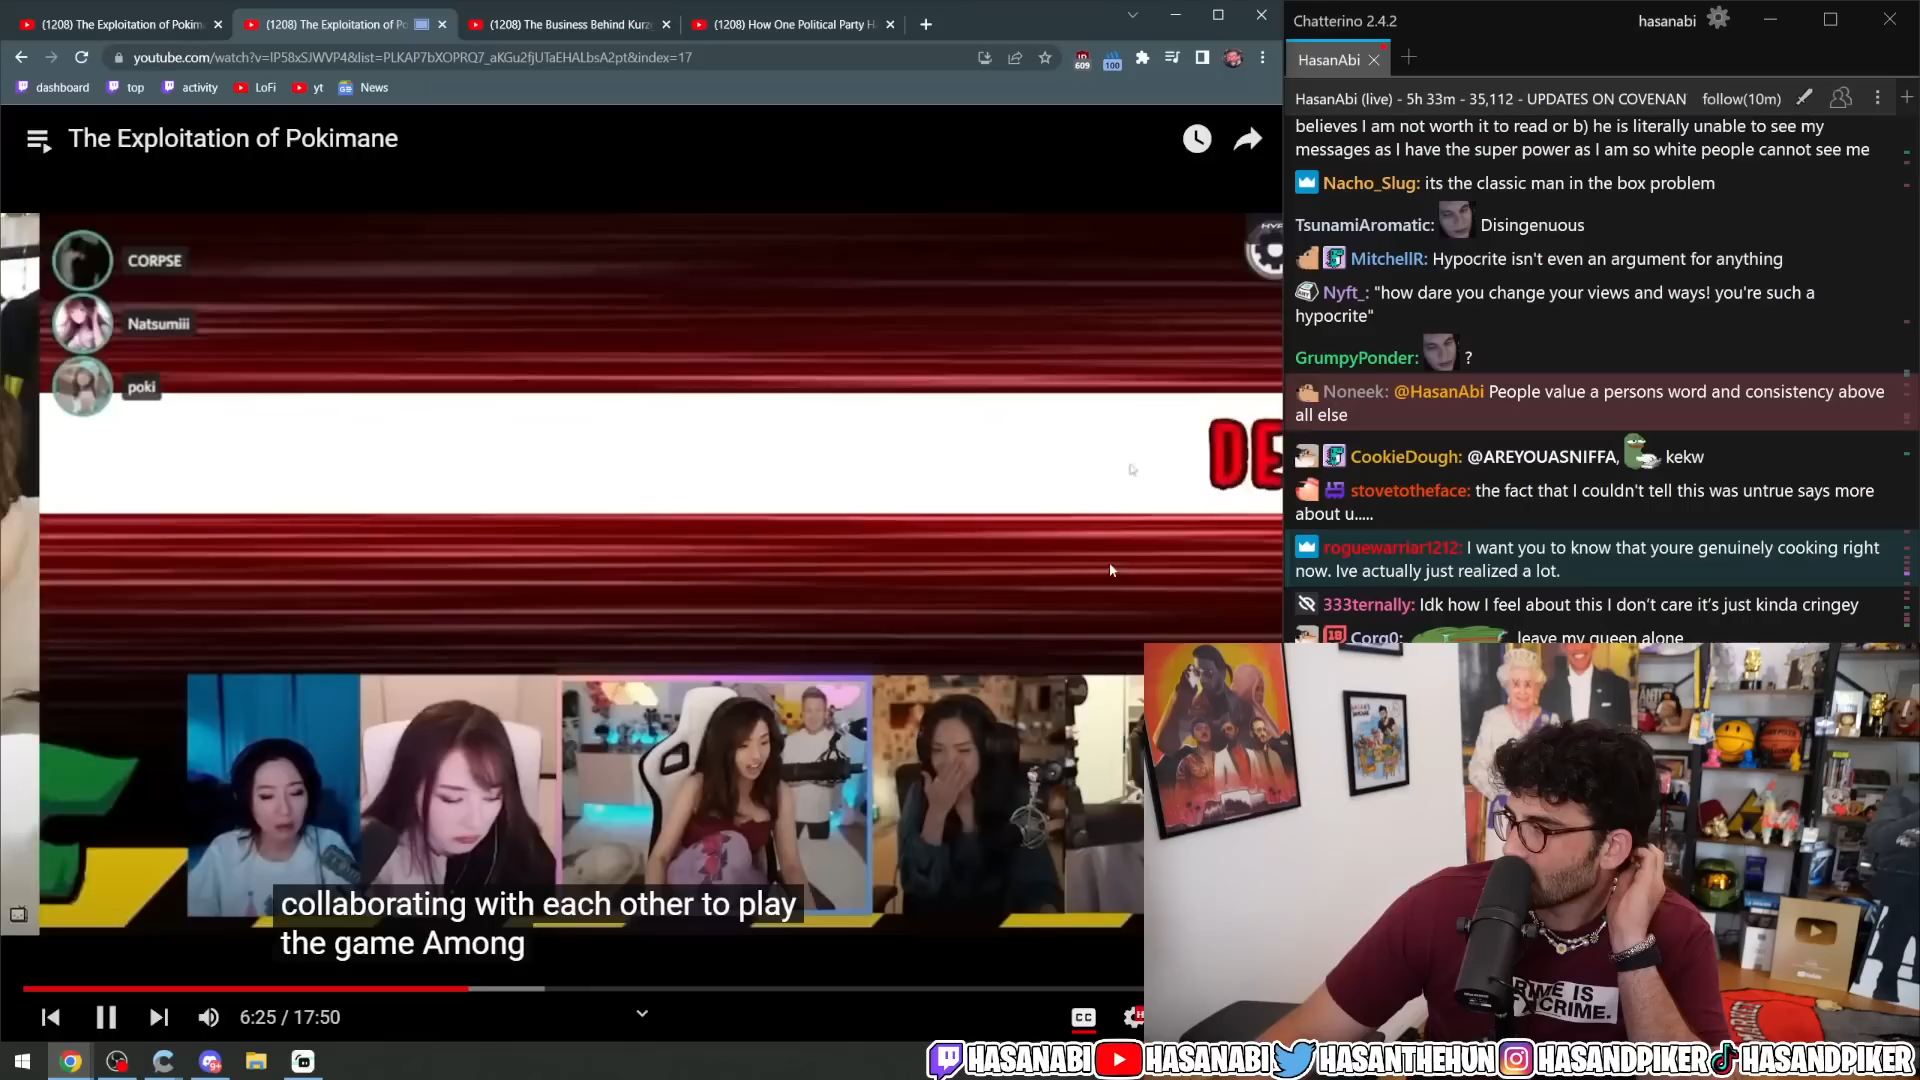 (1208) The Exploitation of Pokim
(1208) The Exploitation of Po
(1208) The Business Behind Kurz
(1208) How One Political Party H
youtube.com/watch?v=lP58xSJWVP4&list=PLKAP7bXOPRQ7_aKGu2fjUTaEHALbsA2pt&index=17
609
100
dashboard
top
activity
LoFi
yt
News
The Exploitation of Pokimane
CORPSE
Natsumiii
poki
DE
collaborating with each other to play
the game Among
6:25 / 17:50
CC
Chatterino 2.4.2
hasanabi
HasanAbi
HasanAbi (live) - 5h 33m - 35,112 - UPDATES ON COVENAN
follow(10m)
believes I am not worth it to read or b) he is literally unable to see my
messages as I have the super power as I am so white people cannot see me
Nacho_Slug: its the classic man in the box problem
TsunamiAromatic: Disingenuous
MitchellR: Hypocrite isn't even an argument for anything
Nyft_: "how dare you change your views and ways! you're such a
hypocrite"
GrumpyPonder: ?
Noneek: @HasanAbi People value a persons word and consistency above
all else
CookieDough: @AREYOUASNIFFA, kekw
stovetotheface: the fact that I couldn't tell this was untrue says more
about u.....
roguewarriar1212: I want you to know that youre genuinely cooking right
now. Ive actually just realized a lot.
333ternally: Idk how I feel about this I don't care it's just kinda cringey
18
Corg0: leave my queen alone
IME IS
CRIME.
HASANABI
HASANABI
HASANTHEHUN
HASANDPIKER
HASANDPIKER